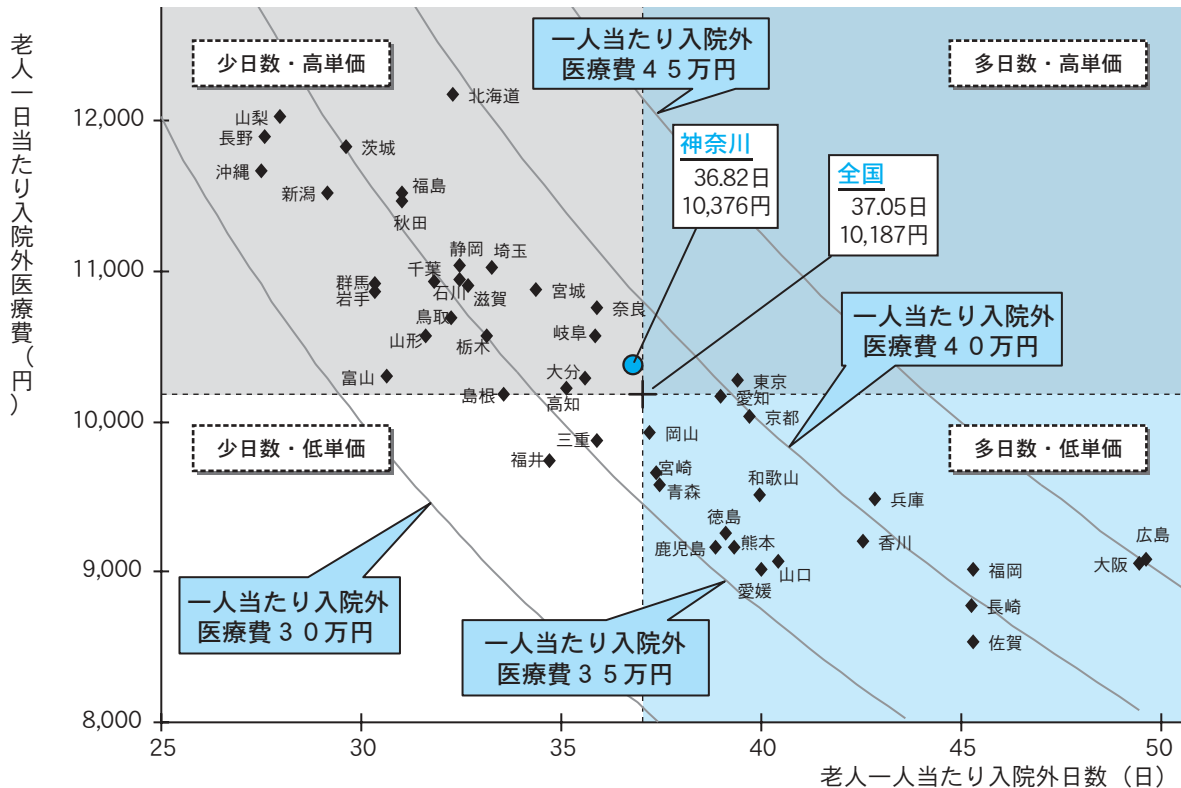 老人一日当たり入院外医療費(円)
12,000
11,000
10,000
9,000
8,000
25
30
35
40
45
50
老人一人当たり入院外日数（日）
少日数・高単価
多日数・高単価
少日数・低単価
多日数・低単価
一人当たり入院外
医療費４５万円
神奈川
36.82日
10,376円
全国
37.05日
10,187円
一人当たり入院外
医療費４０万円
一人当たり入院外
医療費３０万円
一人当たり入院外
医療費３５万円
北海道
山梨
長野
茨城
沖縄
新潟
福島
秋田
静岡
埼玉
千葉
群馬
岩手
石川
滋賀
宮城
奈良
鳥取
山形
栃木
岐阜
富山
島根
大分
高知
東京
愛知
京都
三重
岡山
福井
宮崎
青森
和歌山
兵庫
徳島
鹿児島
熊本
香川
広島
大阪
山口
愛媛
福岡
長崎
佐賀